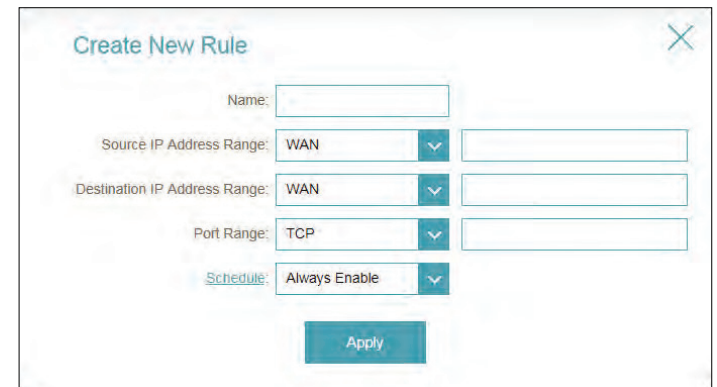 Create New Rule
Name:
Source IP Address Range: WAN
Destination IP Address Range: WAN
Port Range: TCP
Schedule: Always Enable
Apply